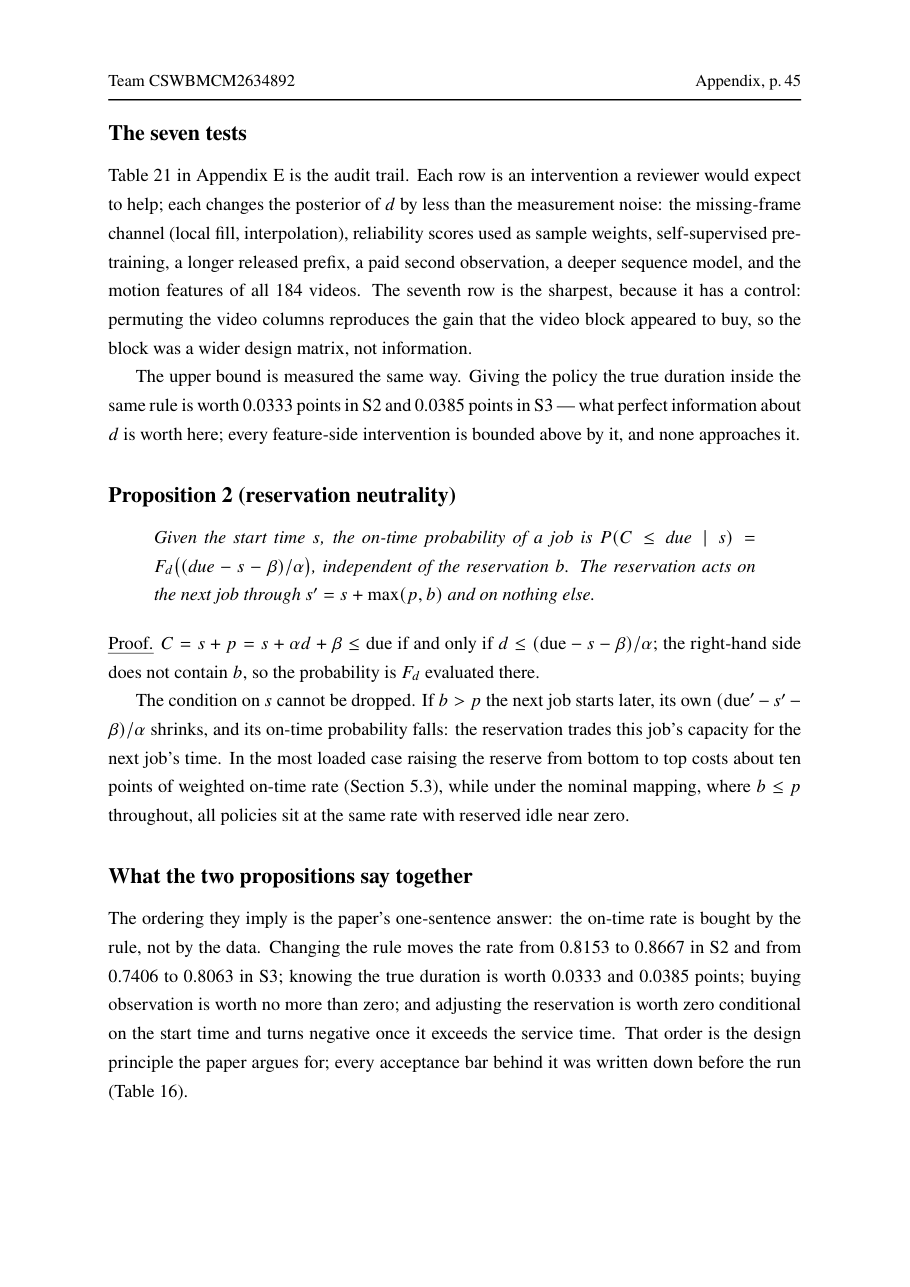 Team CSWBMCM2634892 Appendix, p. 45
The seven tests
Table 21 in Appendix E is the audit trail. Each row is an intervention a reviewer would expect
to help; each changes the posterior of d by less than the measurement noise: the missing-frame
channel (local fill, interpolation), reliability scores used as sample weights, self-supervised pre-
training, a longer released prefix, a paid second observation, a deeper sequence model, and the
motion features of all 184 videos. The seventh row is the sharpest, because it has a control:
permuting the video columns reproduces the gain that the video block appeared to buy, so the
block was a wider design matrix, not information.
The upper bound is measured the same way. Giving the policy the true duration inside the
same rule is worth 0.0333 points in S2 and 0.0385 points in S3 — what perfect information about
d is worth here; every feature-side intervention is bounded above by it, and none approaches it.
Proposition 2 (reservation neutrality)
Given the start time s, the on-time probability of a job is P(C ≤ due | s) =
F_d((due − s − β)/α), independent of the reservation b. The reservation acts on
the next job through s′ = s + max(p, b) and on nothing else.
Proof. C = s + p = s + αd + β ≤ due if and only if d ≤ (due − s − β)/α; the right-hand side
does not contain b, so the probability is F_d evaluated there.
The condition on s cannot be dropped. If b > p the next job starts later, its own (due′ − s′ −
β)/α shrinks, and its on-time probability falls: the reservation trades this job's capacity for the
next job's time. In the most loaded case raising the reserve from bottom to top costs about ten
points of weighted on-time rate (Section 5.3), while under the nominal mapping, where b ≤ p
throughout, all policies sit at the same rate with reserved idle near zero.
What the two propositions say together
The ordering they imply is the paper's one-sentence answer: the on-time rate is bought by the
rule, not by the data. Changing the rule moves the rate from 0.8153 to 0.8667 in S2 and from
0.7406 to 0.8063 in S3; knowing the true duration is worth 0.0333 and 0.0385 points; buying
observation is worth no more than zero; and adjusting the reservation is worth zero conditional
on the start time and turns negative once it exceeds the service time. That order is the design
principle the paper argues for; every acceptance bar behind it was written down before the run
(Table 16).